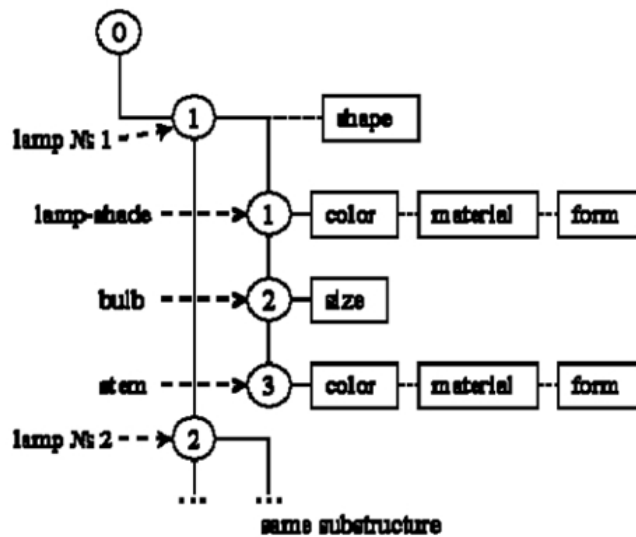 0
1
shape
lamp № 1
lamp-shade
1
color
material
form
bulb
2
size
stem
3
color
material
form
lamp № 2
2
...
...
same substructure